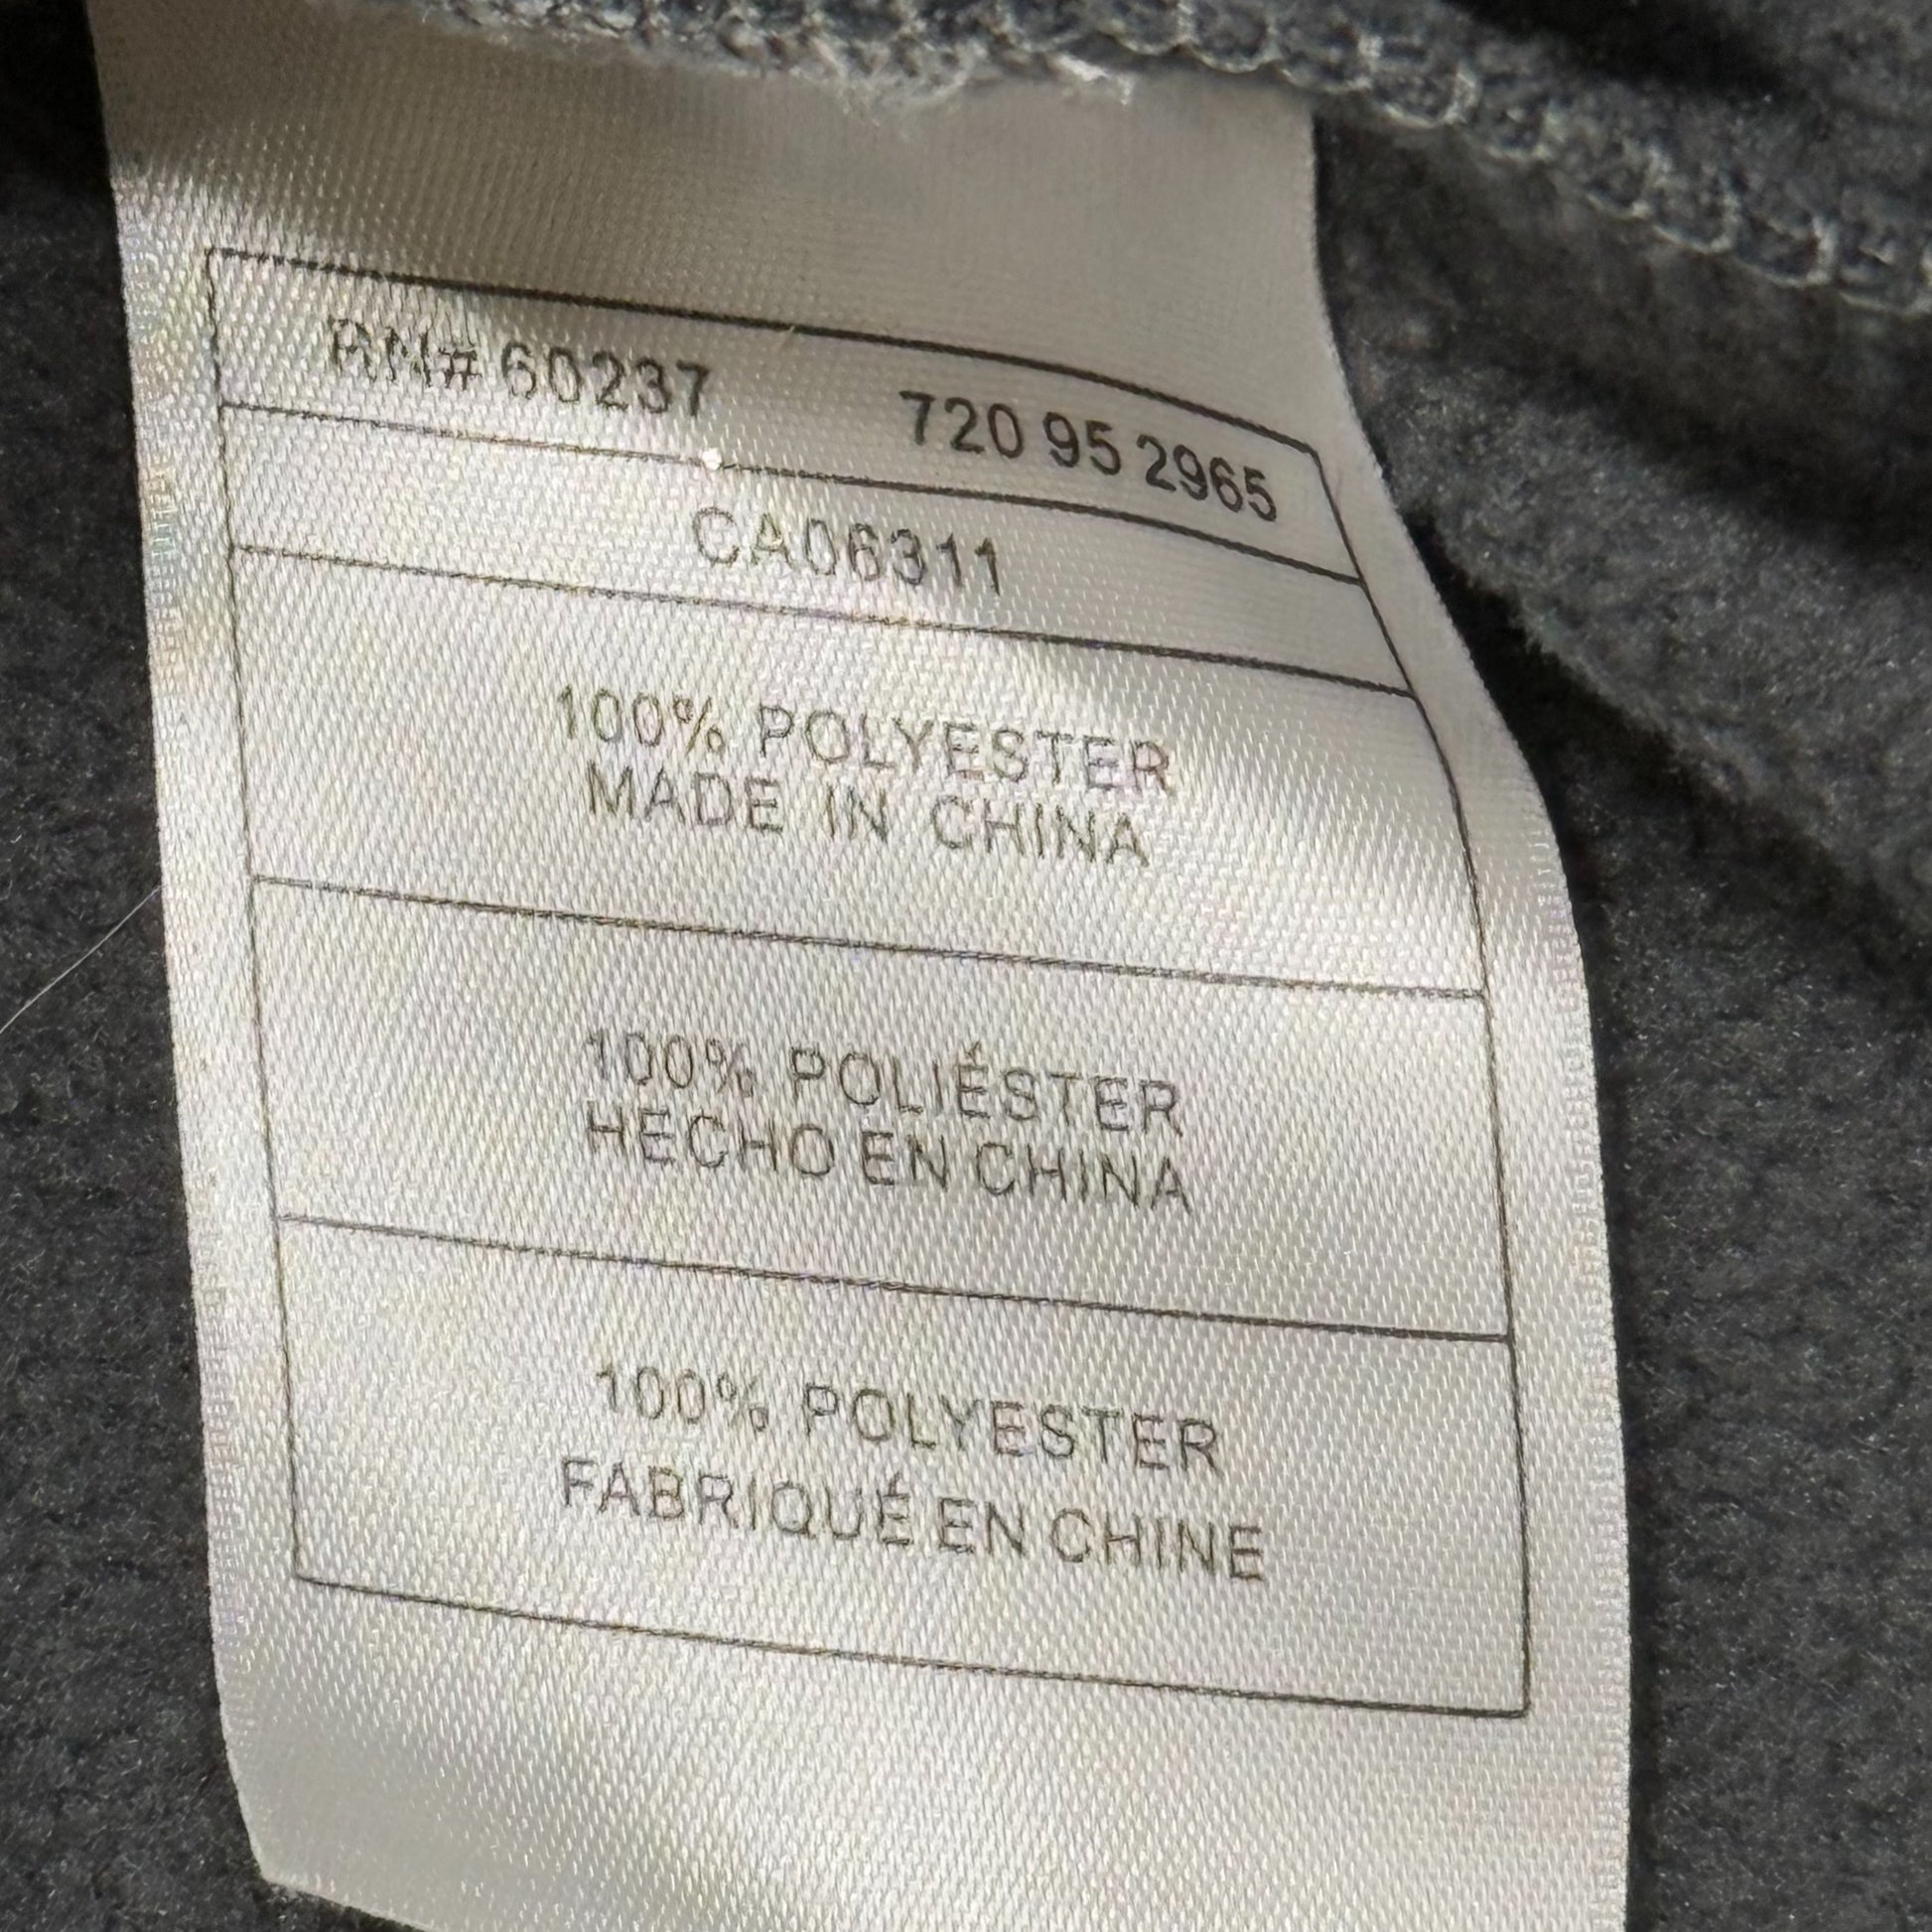 RN# 60237 720 95 2965
CA06311
100% POLYESTER
MADE IN CHINA
100% POLIÉSTER
HECHO EN CHINA
100% POLYESTER
FABRIQUÉ EN CHINE